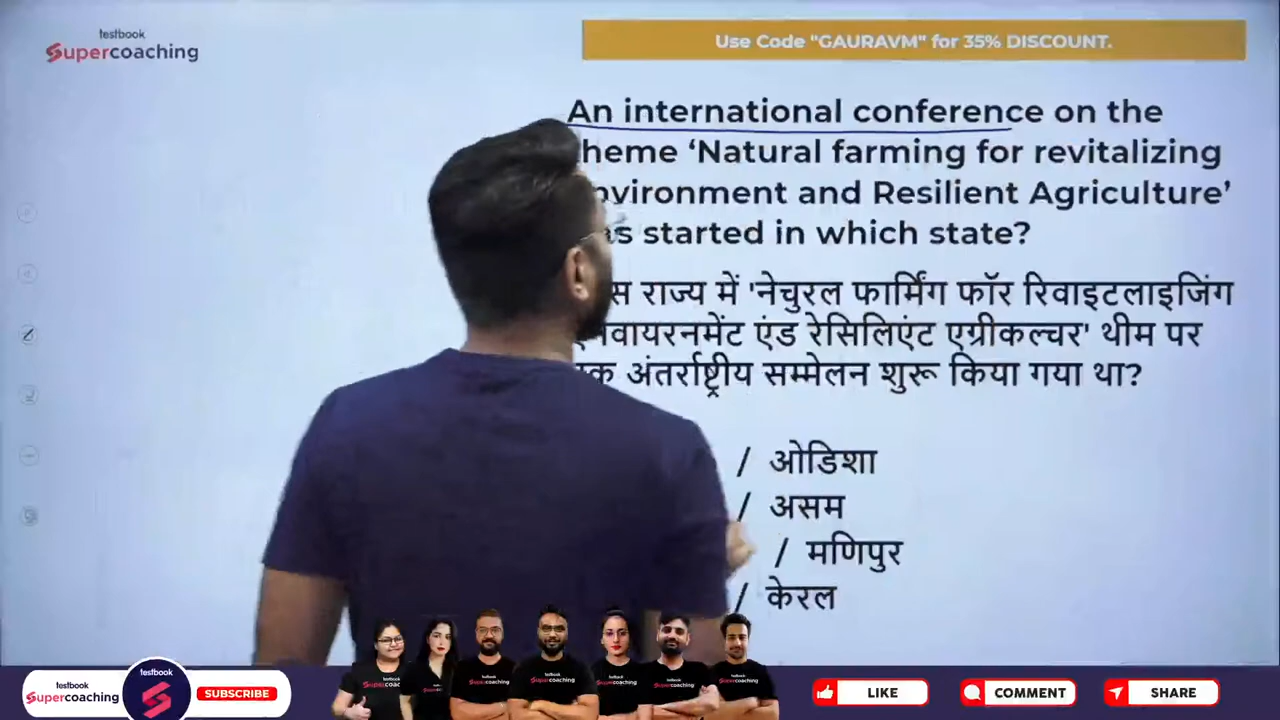 testbook
Supercoaching
Use Code "GAURAVM" for 35% DISCOUNT.
An international conference on the
heme ‘Natural farming for revitalizing
nvironment and Resilient Agriculture’
as started in which state?
स राज्य में 'नेचुरल फार्मिंग फॉर रिवाइटलाइजिंग
वायरनमेंट एंड रेसिलिएंट एग्रीकल्चर' थीम पर
क अंतर्राष्ट्रीय सम्मेलन शुरू किया गया था?
/ ओडिशा
/ असम
/ मणिपुर
/ केरल
testbook
Supercoaching
testbook
SUBSCRIBE
LIKE
COMMENT
SHARE